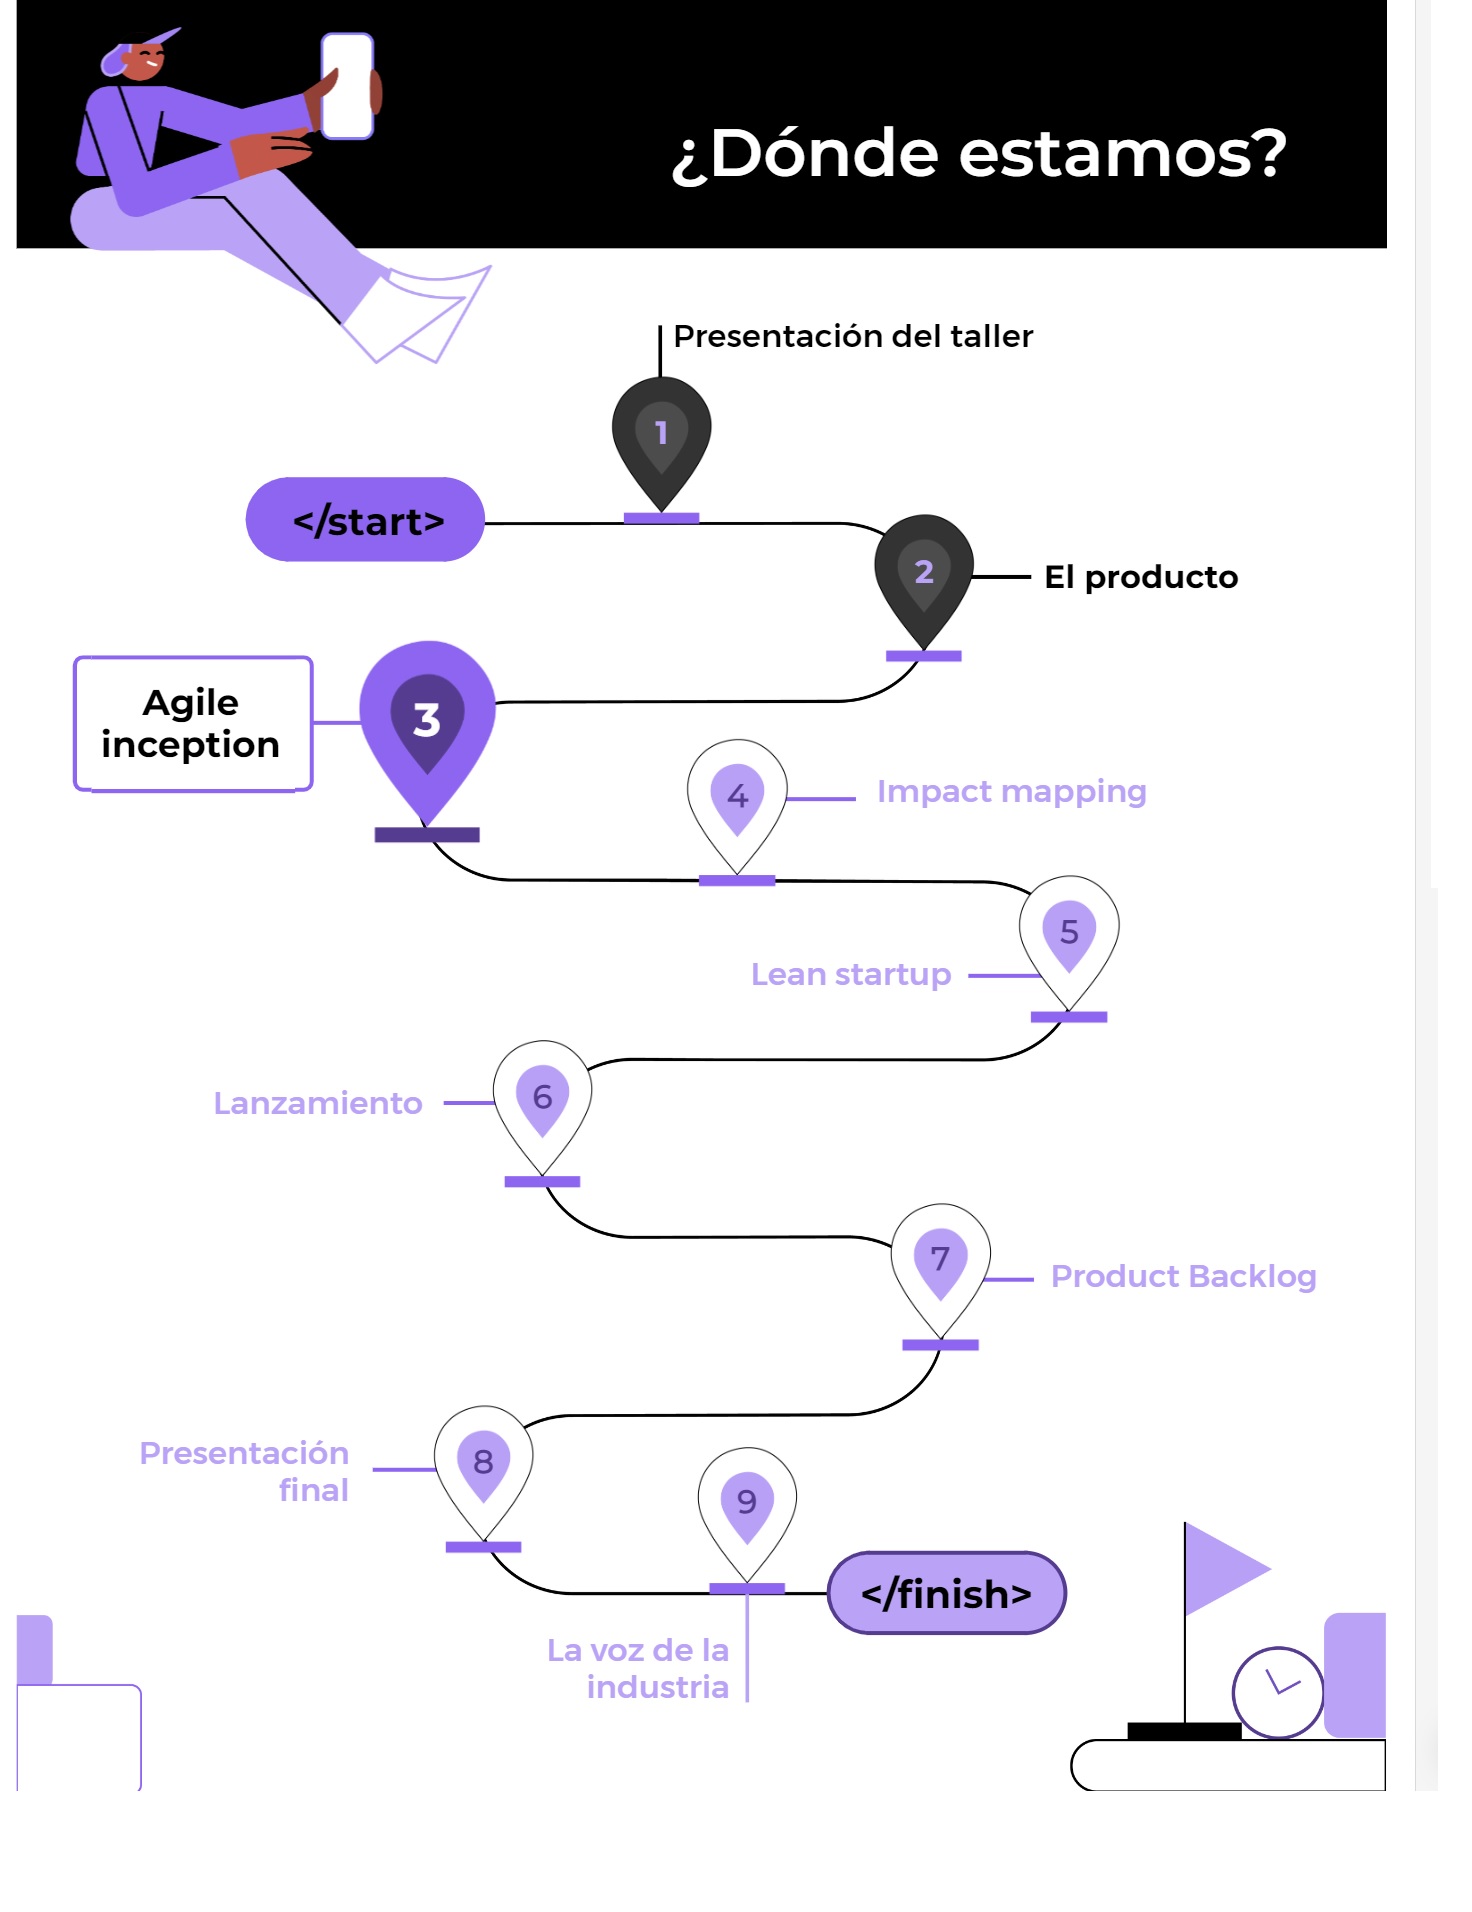 ¿Dónde estamos?
Presentación del taller
1
</start>
2
El producto
Agile
inception
3
4
Impact mapping
5
Lean startup
6
Lanzamiento
7
Product Backlog
8
Presentación
final
9
</finish>
La voz de la
industria